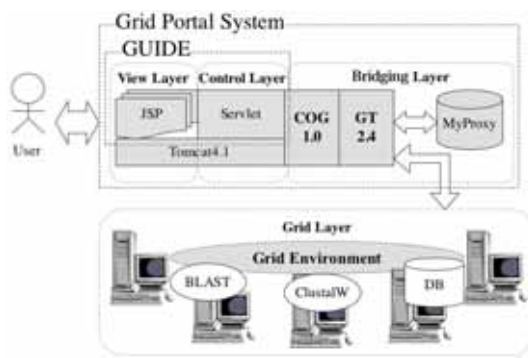 Grid Portal System
GUIDE
View Layer
Control Layer
Bridging Layer
JSP
Servlet
COG
1.0
GT
2.4
MyProxy
User
Tomcat4.1
Grid Layer
Grid Environment
BLAST
ClustalW
DB